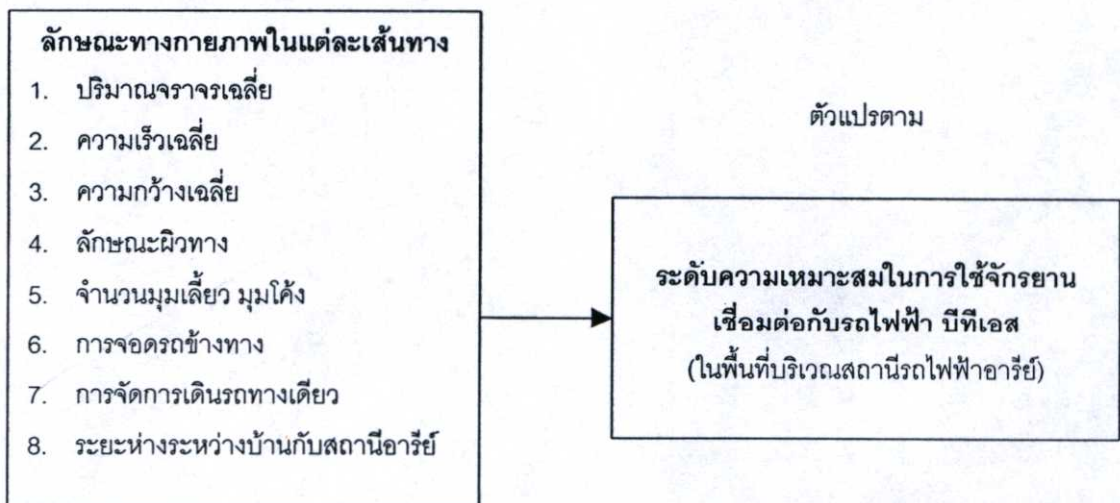 ลักษณะทางกายภาพในแต่ละเส้นทาง
1. ปริมาณจราจรเฉลี่ย
2. ความเร็วเฉลี่ย
3. ความกว้างเฉลี่ย
4. ลักษณะผิวทาง
5. จำนวนมุมเลี้ยว มุมโค้ง
6. การจอดรถข้างทาง
7. การจัดการเดินรถทางเดียว
8. ระยะห่างระหว่างบ้านกับสถานีอารีย์
ตัวแปรตาม
ระดับความเหมาะสมในการใช้จักรยาน
เชื่อมต่อกับรถไฟฟ้า บีทีเอส
(ในพื้นที่บริเวณสถานีรถไฟฟ้าอารีย์)